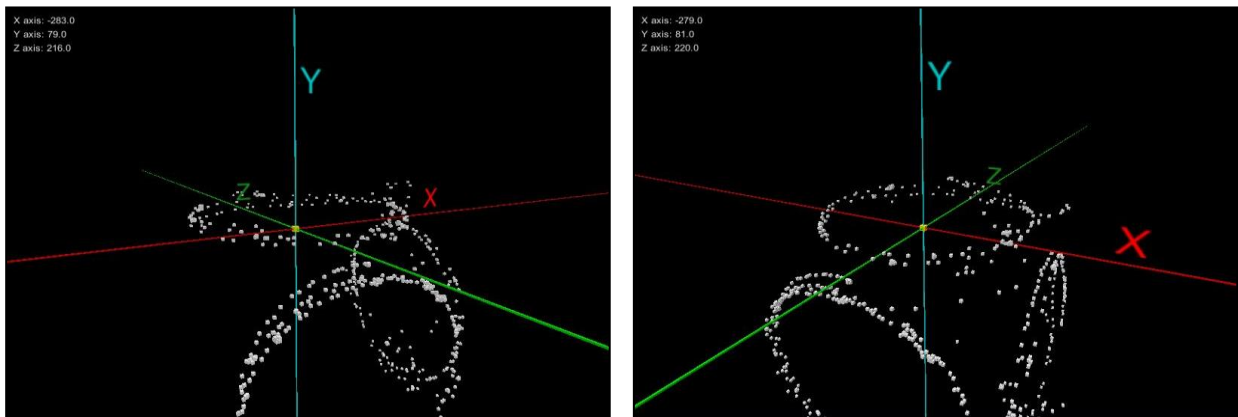 X axis: -283.0
Y axis: 79.0
Z axis: 216.0
Y
Z
X
X axis: -279.0
Y axis: 81.0
Z axis: 220.0
Y
Z
X